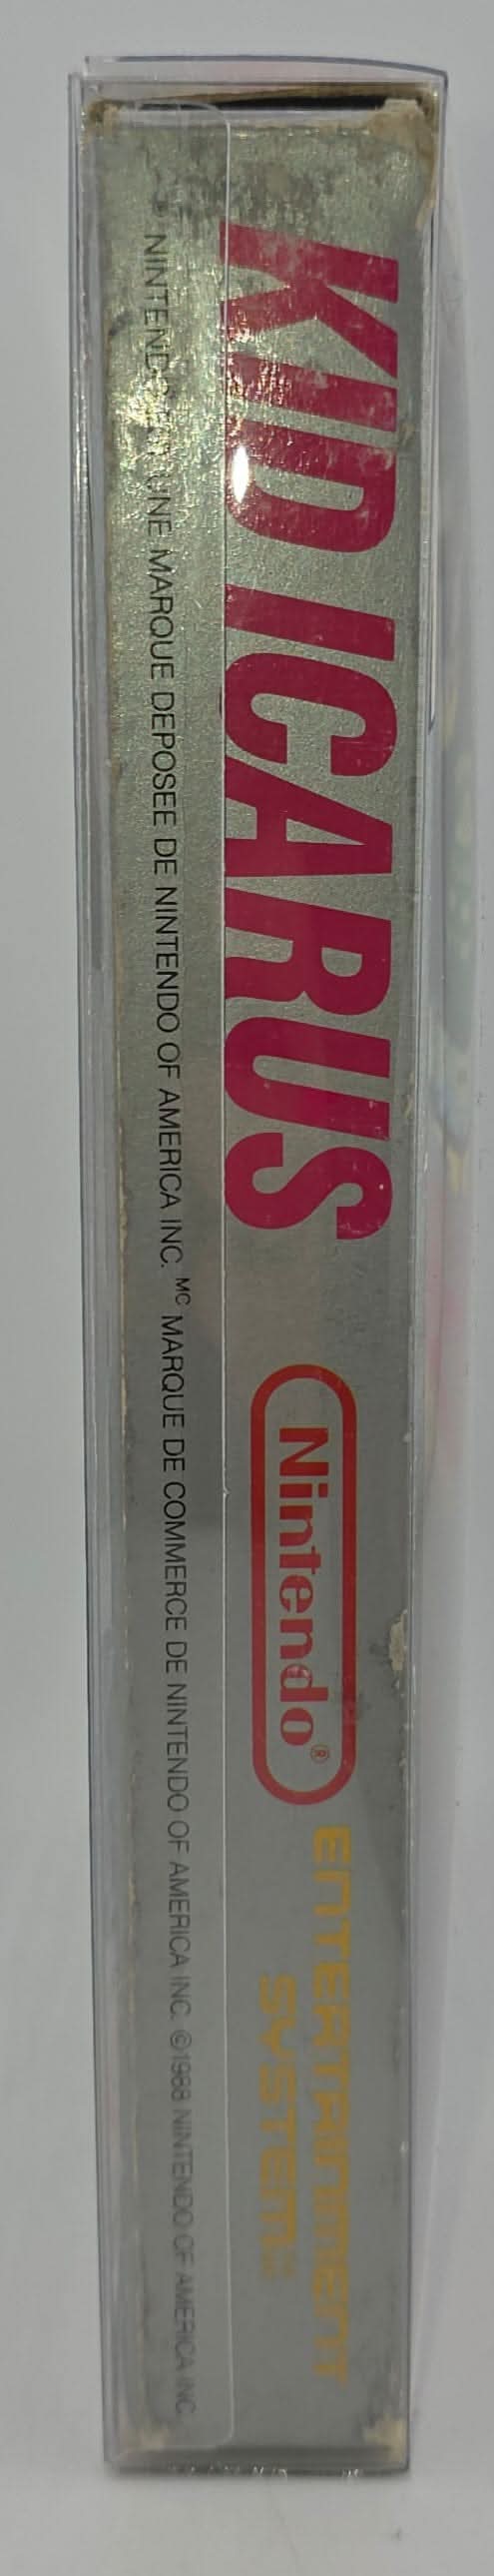 KID ICARUS
Nintendo®
ENTERTAINMENT
SYSTEM
NINTENDO UNE MARQUE DEPOSEE DE NINTENDO OF AMERICA INC. MC MARQUE DE COMMERCE DE NINTENDO OF AMERICA INC. ©1988 NINTENDO OF AMERICA INC.